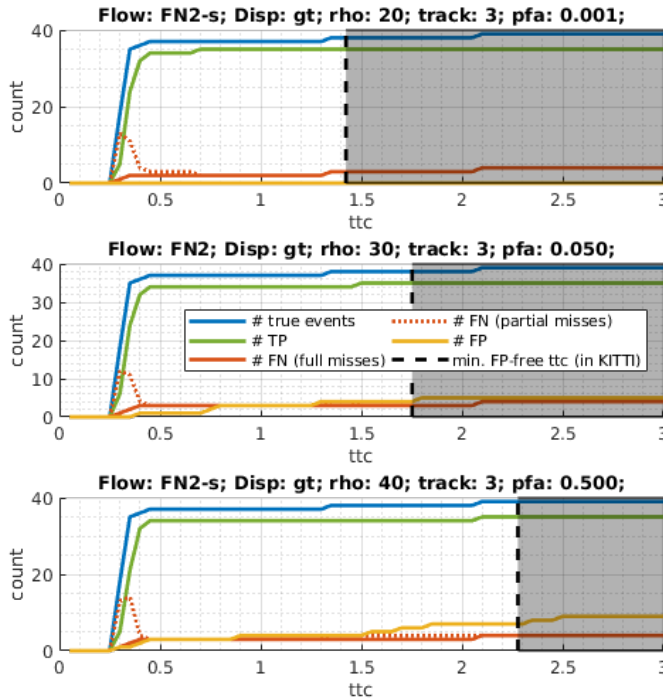 Flow: FN2-s; Disp: gt; rho: 20; track: 3; pfa: 0.001;
40
20
0
count
0 0.5 1 1.5 2 2.5 3
ttc
Flow: FN2; Disp: gt; rho: 30; track: 3; pfa: 0.050;
40
30
20
10
0
count
# true events
# TP
# FN (full misses)
# FN (partial misses)
# FP
min. FP-free ttc (in KITTI)
0 0.5 1 1.5 2 2.5 3
ttc
Flow: FN2-s; Disp: gt; rho: 40; track: 3; pfa: 0.500;
40
20
0
count
0 0.5 1 1.5 2 2.5 3
ttc